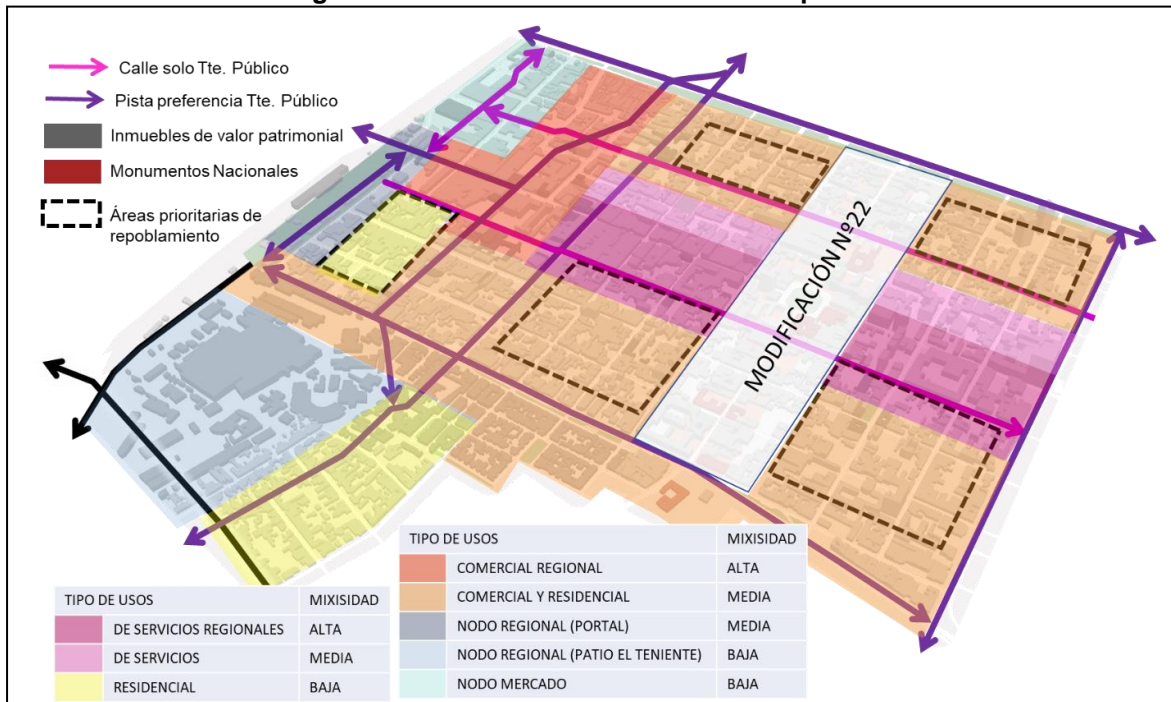 Calle solo Tte. Público
Pista preferencia Tte. Público
Inmuebles de valor patrimonial
Monumentos Nacionales
Áreas prioritarias de
repoblamiento
MODIFICACIÓN Nº22
TIPO DE USOS MIXISIDAD
COMERCIAL REGIONAL ALTA
COMERCIAL Y RESIDENCIAL MEDIA
NODO REGIONAL (PORTAL) MEDIA
NODO REGIONAL (PATIO EL TENIENTE) BAJA
NODO MERCADO BAJA
TIPO DE USOS MIXISIDAD
DE SERVICIOS REGIONALES ALTA
DE SERVICIOS MEDIA
RESIDENCIAL BAJA